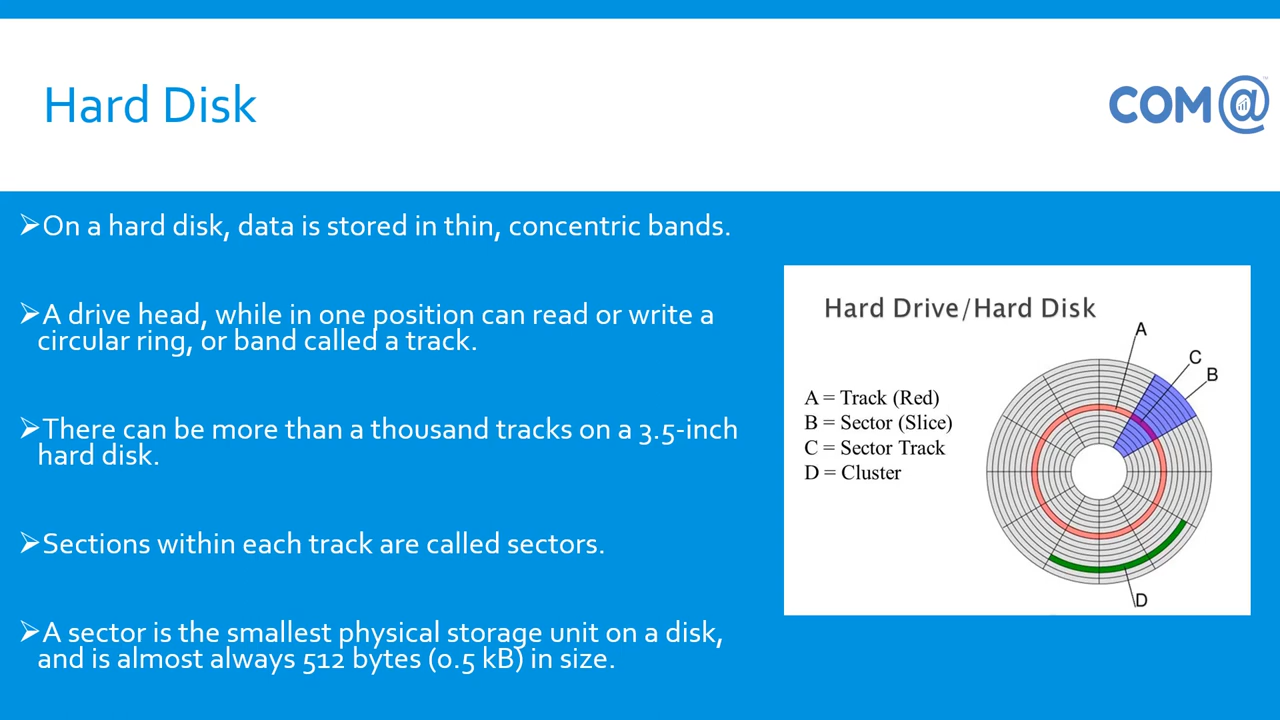 Hard Disk
COM@
➢On a hard disk, data is stored in thin, concentric bands.
➢A drive head, while in one position can read or write a
circular ring, or band called a track.
➢There can be more than a thousand tracks on a 3.5-inch
hard disk.
➢Sections within each track are called sectors.
➢A sector is the smallest physical storage unit on a disk,
and is almost always 512 bytes (0.5 kB) in size.
Hard Drive/Hard Disk
A
C
B
A = Track (Red)
B = Sector (Slice)
C = Sector Track
D = Cluster
D